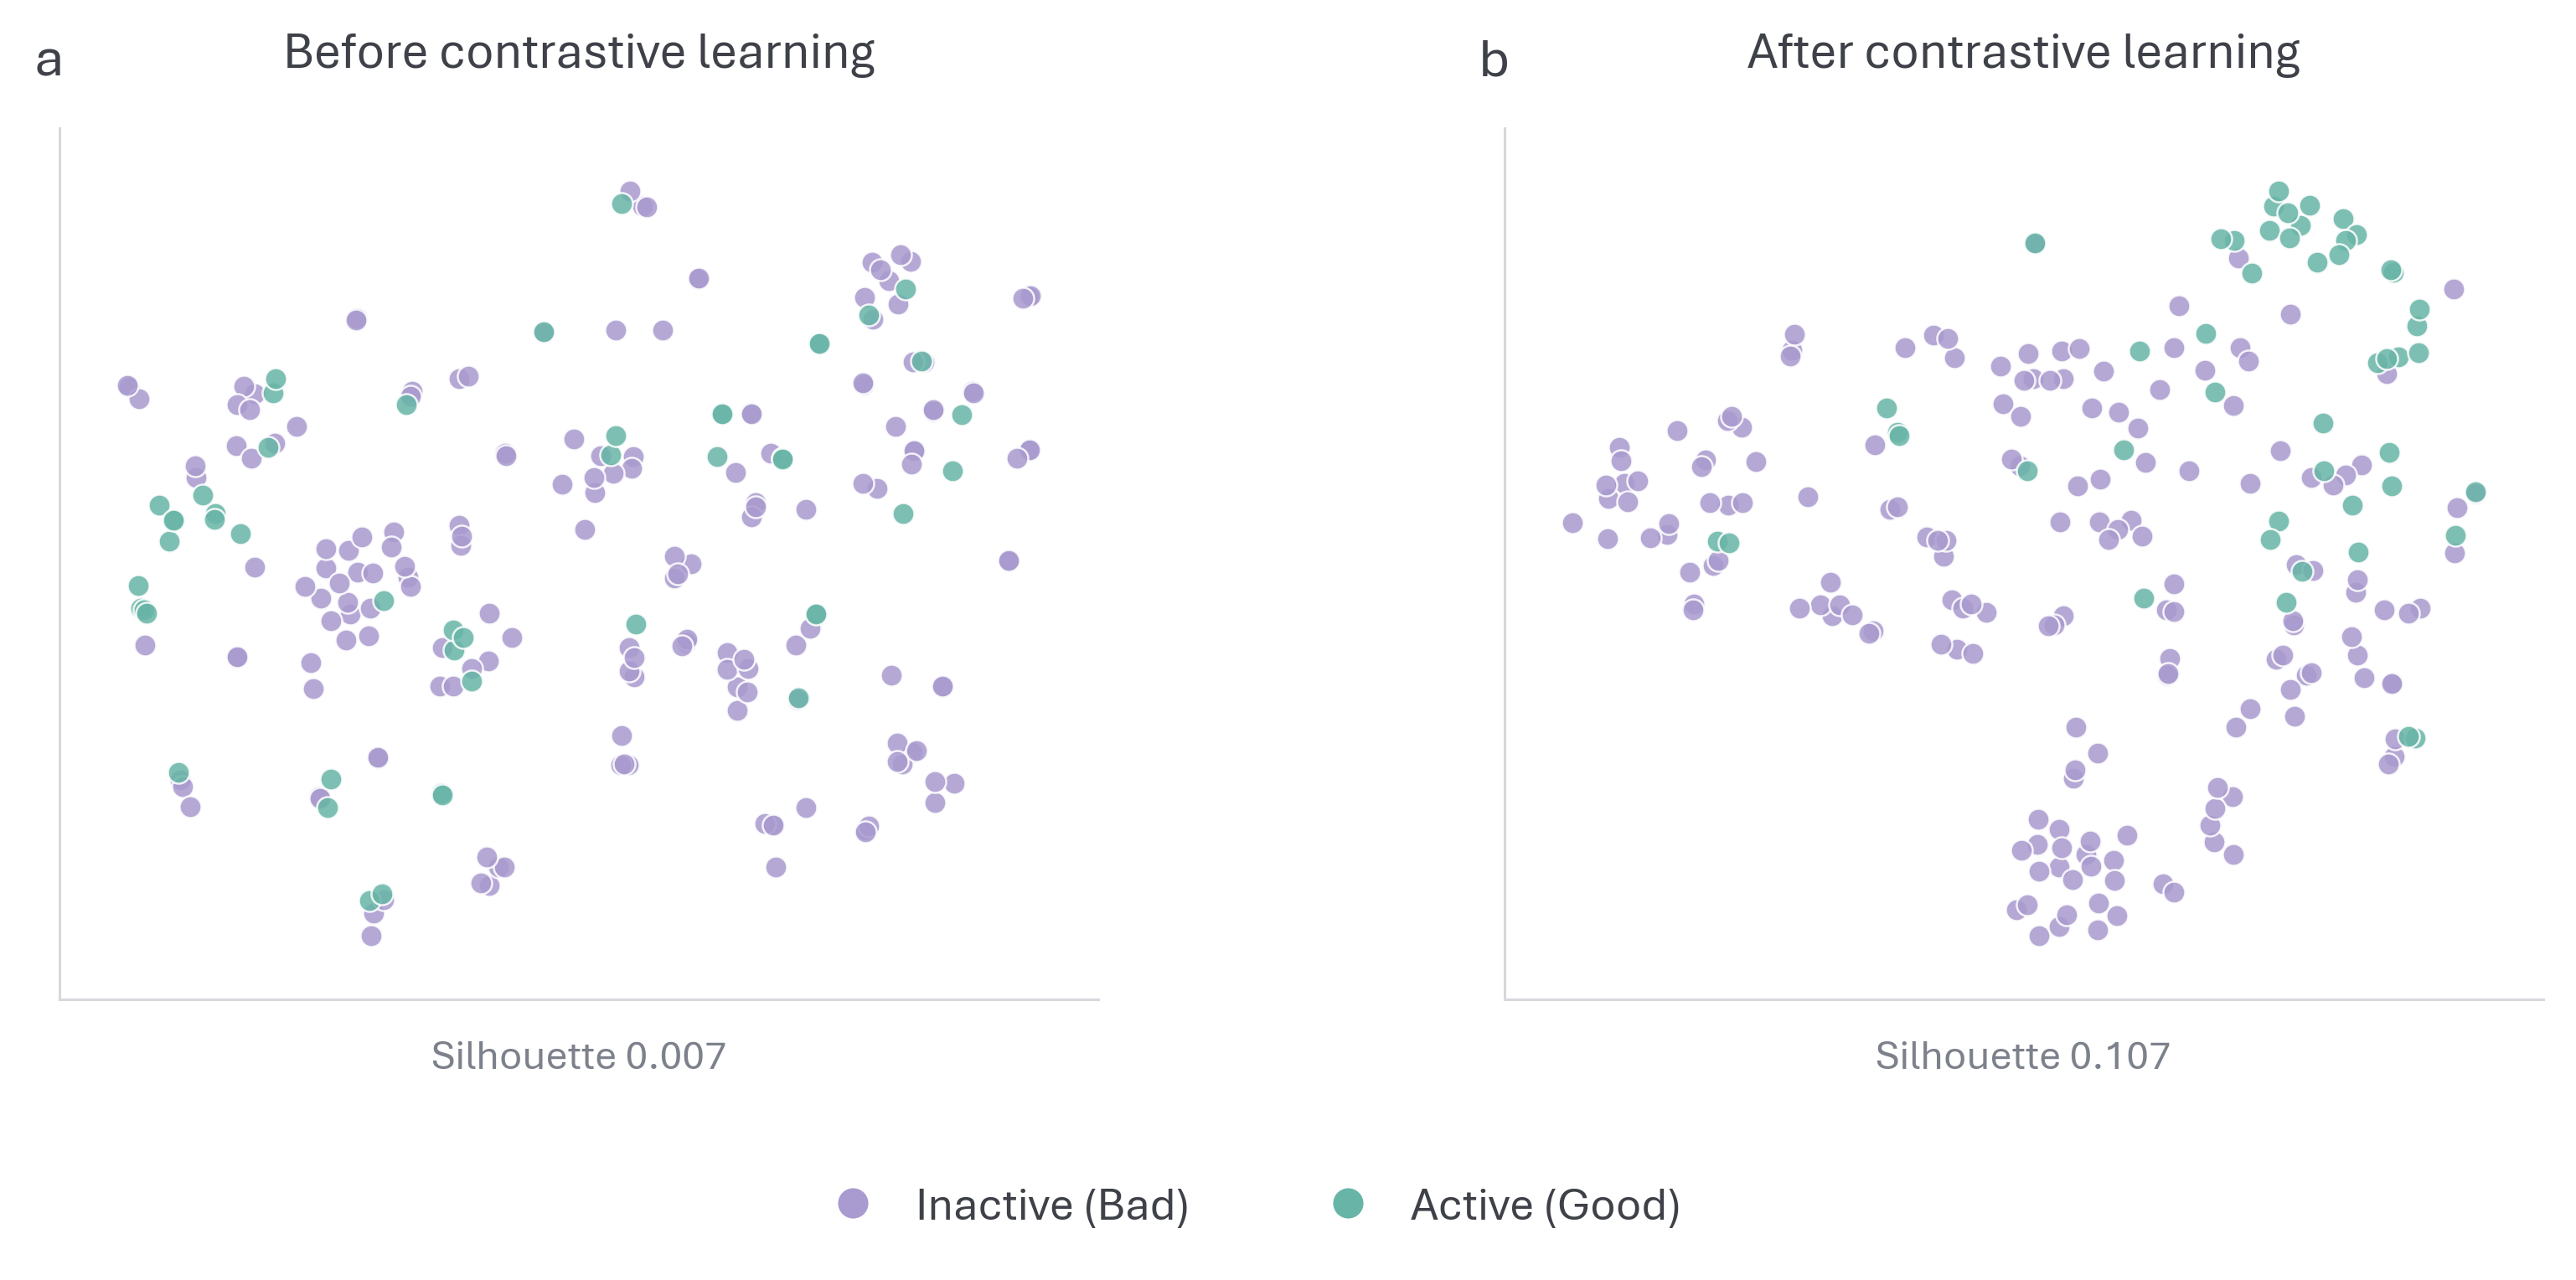 a
Before contrastive learning
b
After contrastive learning
Silhouette 0.007
Silhouette 0.107
Inactive (Bad)
Active (Good)